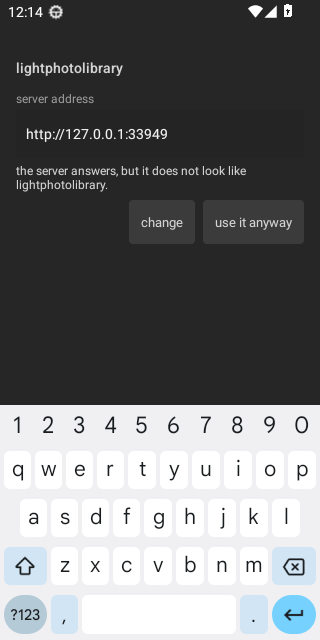 12:14
lightphotolibrary
server address
http://127.0.0.1:33949
the server answers, but it does not look like
lightphotolibrary.
change use it anyway
1 2 3 4 5 6 7 8 9 0
q w e r t y u i o p
a s d f g h j k l
z x c v b n m
?123 , .